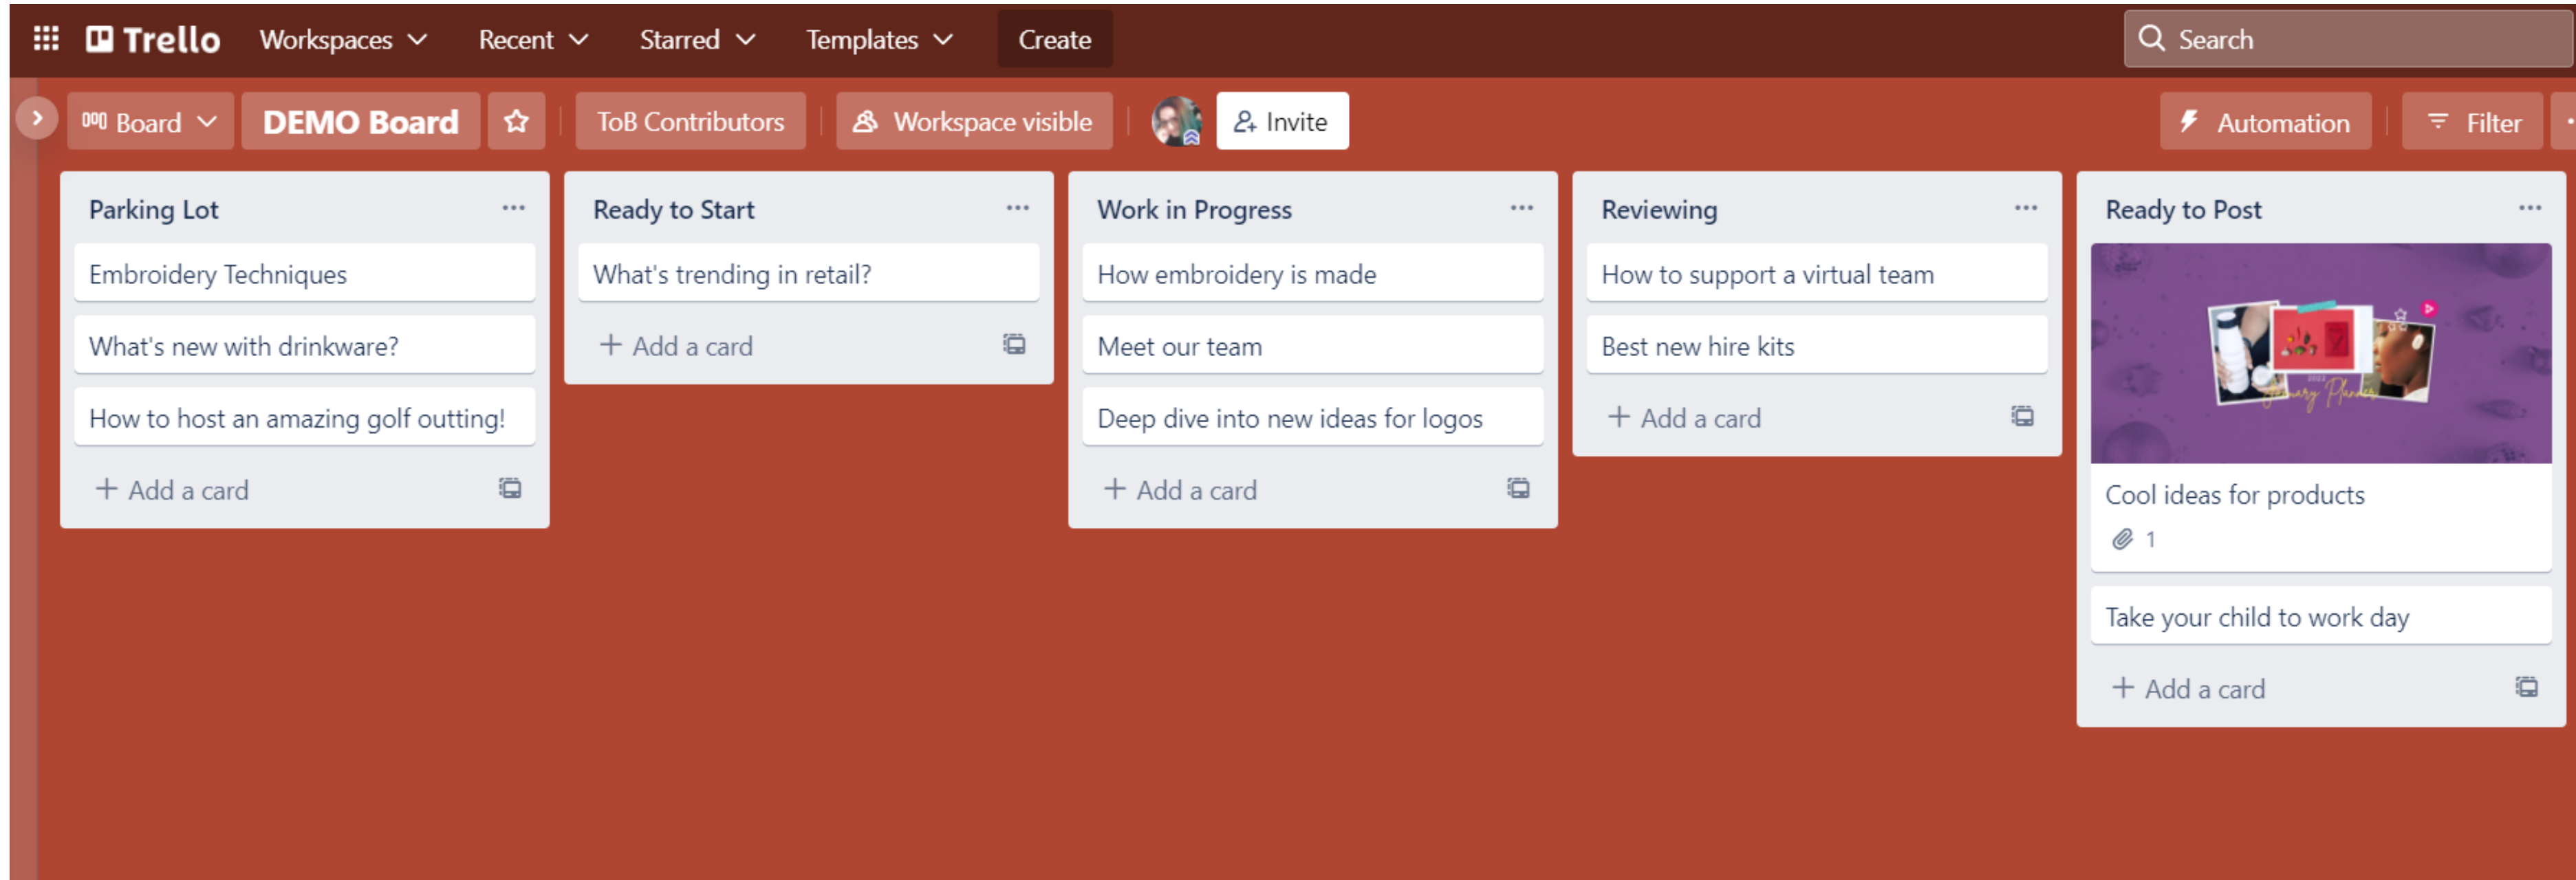 Trello Workspaces Recent Starred Templates Create Search
Board DEMO Board ToB Contributors Workspace visible Invite Automation Filter
Parking Lot
Embroidery Techniques
What's new with drinkware?
How to host an amazing golf outting!
+ Add a card
Ready to Start
What's trending in retail?
+ Add a card
Work in Progress
How embroidery is made
Meet our team
Deep dive into new ideas for logos
+ Add a card
Reviewing
How to support a virtual team
Best new hire kits
+ Add a card
Ready to Post
2022
Planner
Cool ideas for products
1
Take your child to work day
+ Add a card